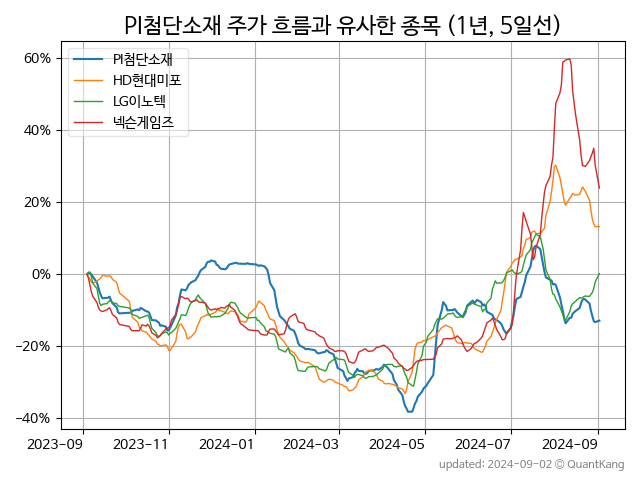 PI첨단소재 주가 흐름과 유사한 종목 (1년, 5일선)
PI첨단소재
HD현대미포
LG이노텍
넥슨게임즈
60%
40%
20%
0%
−20%
−40%
2023-09
2023-11
2024-01
2024-03
2024-05
2024-07
2024-09
updated: 2024-09-02 © QuantKang